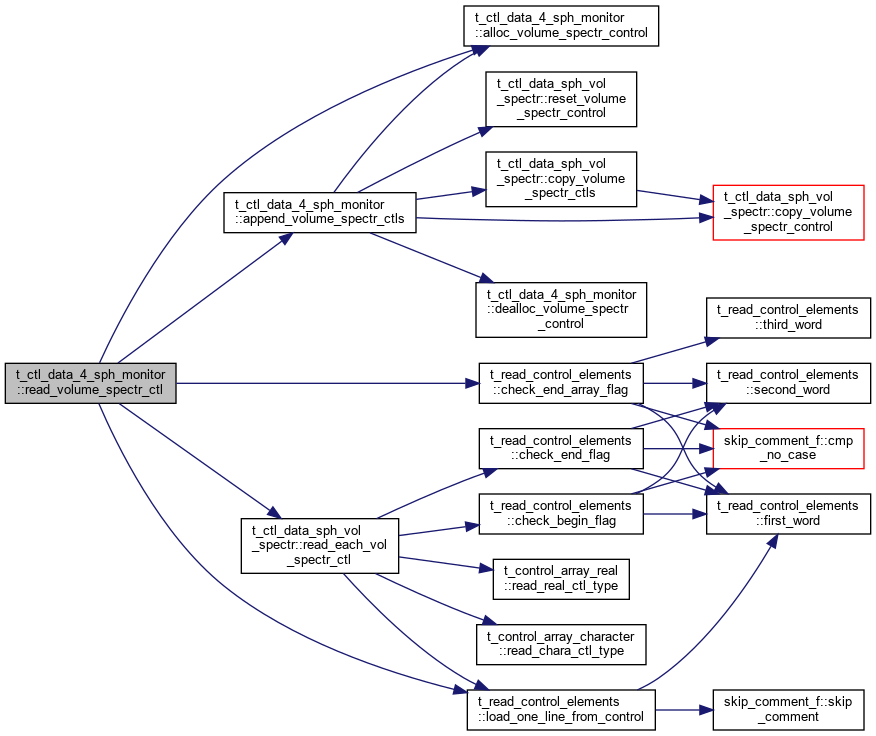 t_ctl_data_4_sph_monitor
::read_volume_spectr_ctl
t_ctl_data_4_sph_monitor
::alloc_volume_spectr_control
t_ctl_data_4_sph_monitor
::append_volume_spectr_ctls
t_ctl_data_sph_vol
_spectr::reset_volume
_spectr_control
t_ctl_data_sph_vol
_spectr::copy_volume
_spectr_ctls
t_ctl_data_sph_vol
_spectr::copy_volume
_spectr_control
t_ctl_data_4_sph_monitor
::dealloc_volume_spectr
_control
t_read_control_elements
::check_end_array_flag
t_read_control_elements
::third_word
t_read_control_elements
::second_word
skip_comment_f::cmp
_no_case
t_read_control_elements
::first_word
t_ctl_data_sph_vol
_spectr::read_each_vol
_spectr_ctl
t_read_control_elements
::check_end_flag
t_read_control_elements
::check_begin_flag
t_control_array_real
::read_real_ctl_type
t_control_array_character
::read_chara_ctl_type
t_read_control_elements
::load_one_line_from_control
skip_comment_f::skip
_comment